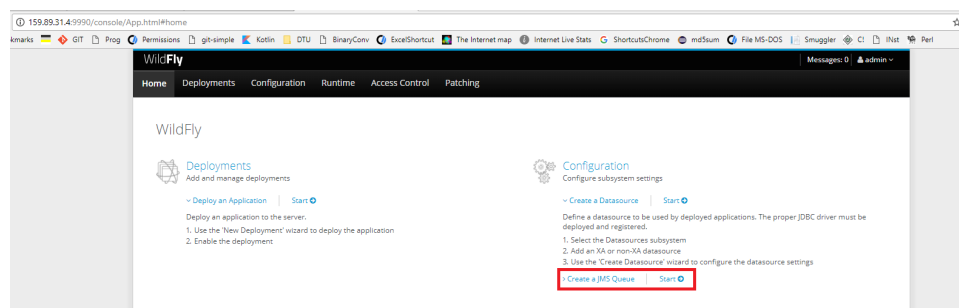 159.89.31.4:9990/console/App.html#home
kmarks GIT Prog Permissions git-simple Kotlin DTU BinaryConv ExcelShortcut The Internet map Internet Live Stats ShortcutsChrome md5sum File MS-DOS Smuggler C! INst Perl
WildFly Messages: 0 admin
Home Deployments Configuration Runtime Access Control Patching
WildFly
Deployments
Add and manage deployments
Deploy an Application Start
Deploy an application to the server.
1. Use the 'New Deployment' wizard to deploy the application
2. Enable the deployment
Configuration
Configure subsystem settings
Create a Datasource Start
Define a datasource to be used by deployed applications. The proper JDBC driver must be
deployed and registered.
1. Select the Datasources subsystem
2. Add an XA or non-XA datasource
3. Use the 'Create Datasource' wizard to configure the datasource settings
Create a JMS Queue Start